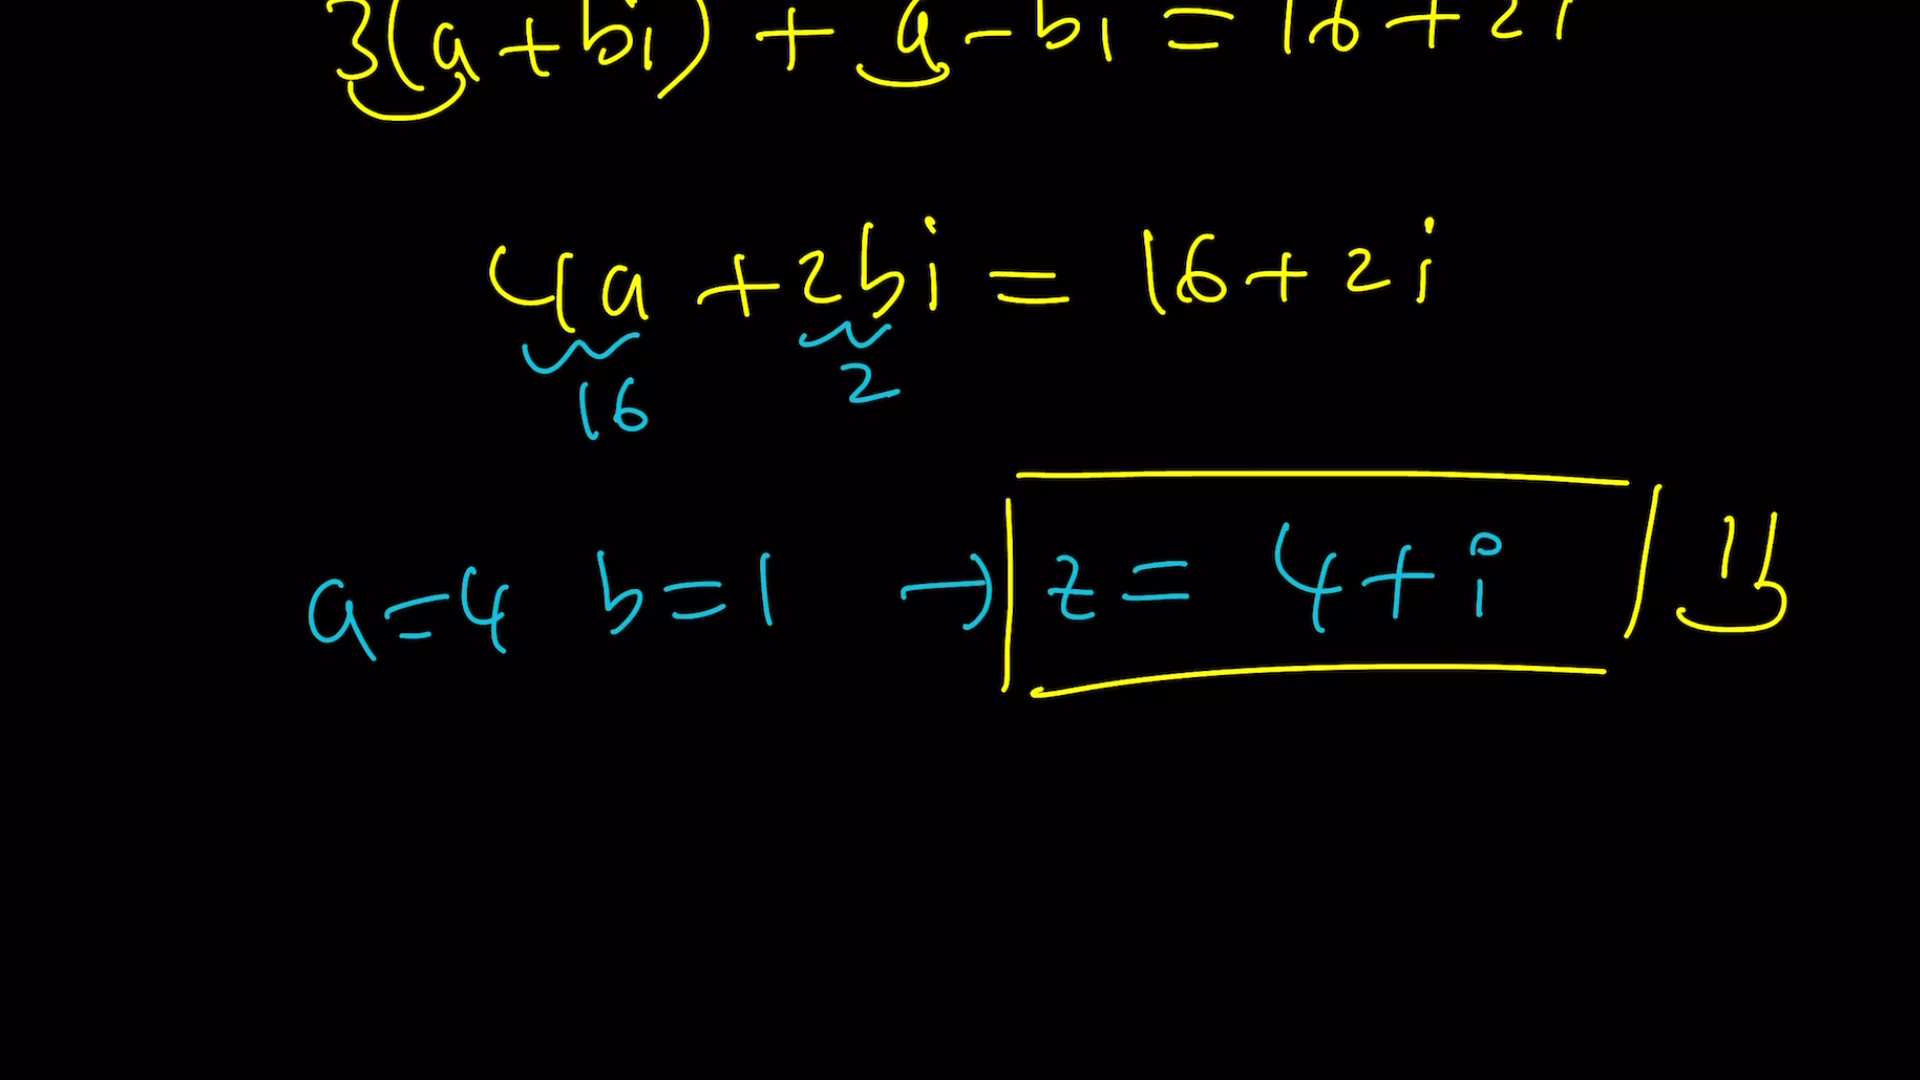 3(a+bi) + a-bi = 16+2i
4a +2bi = 16+2i
16 2
a=4 b=1 → z= 4+i